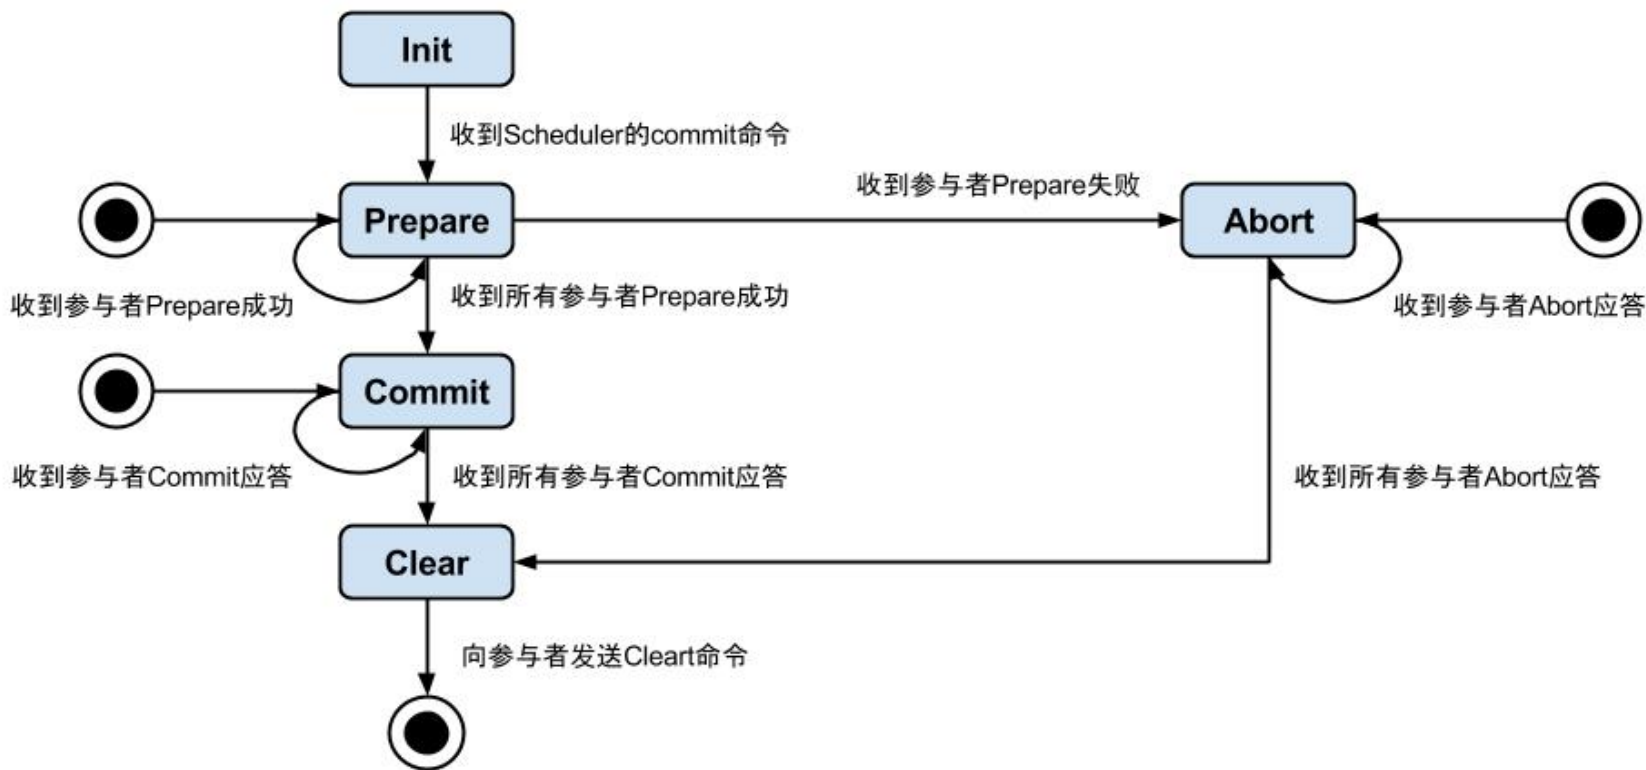 Init
收到Scheduler的commit命令
收到参与者Prepare失败
Prepare
Abort
收到参与者Prepare成功
收到所有参与者Prepare成功
收到参与者Abort应答
Commit
收到参与者Commit应答
收到所有参与者Commit应答
收到所有参与者Abort应答
Clear
向参与者发送Cleart命令